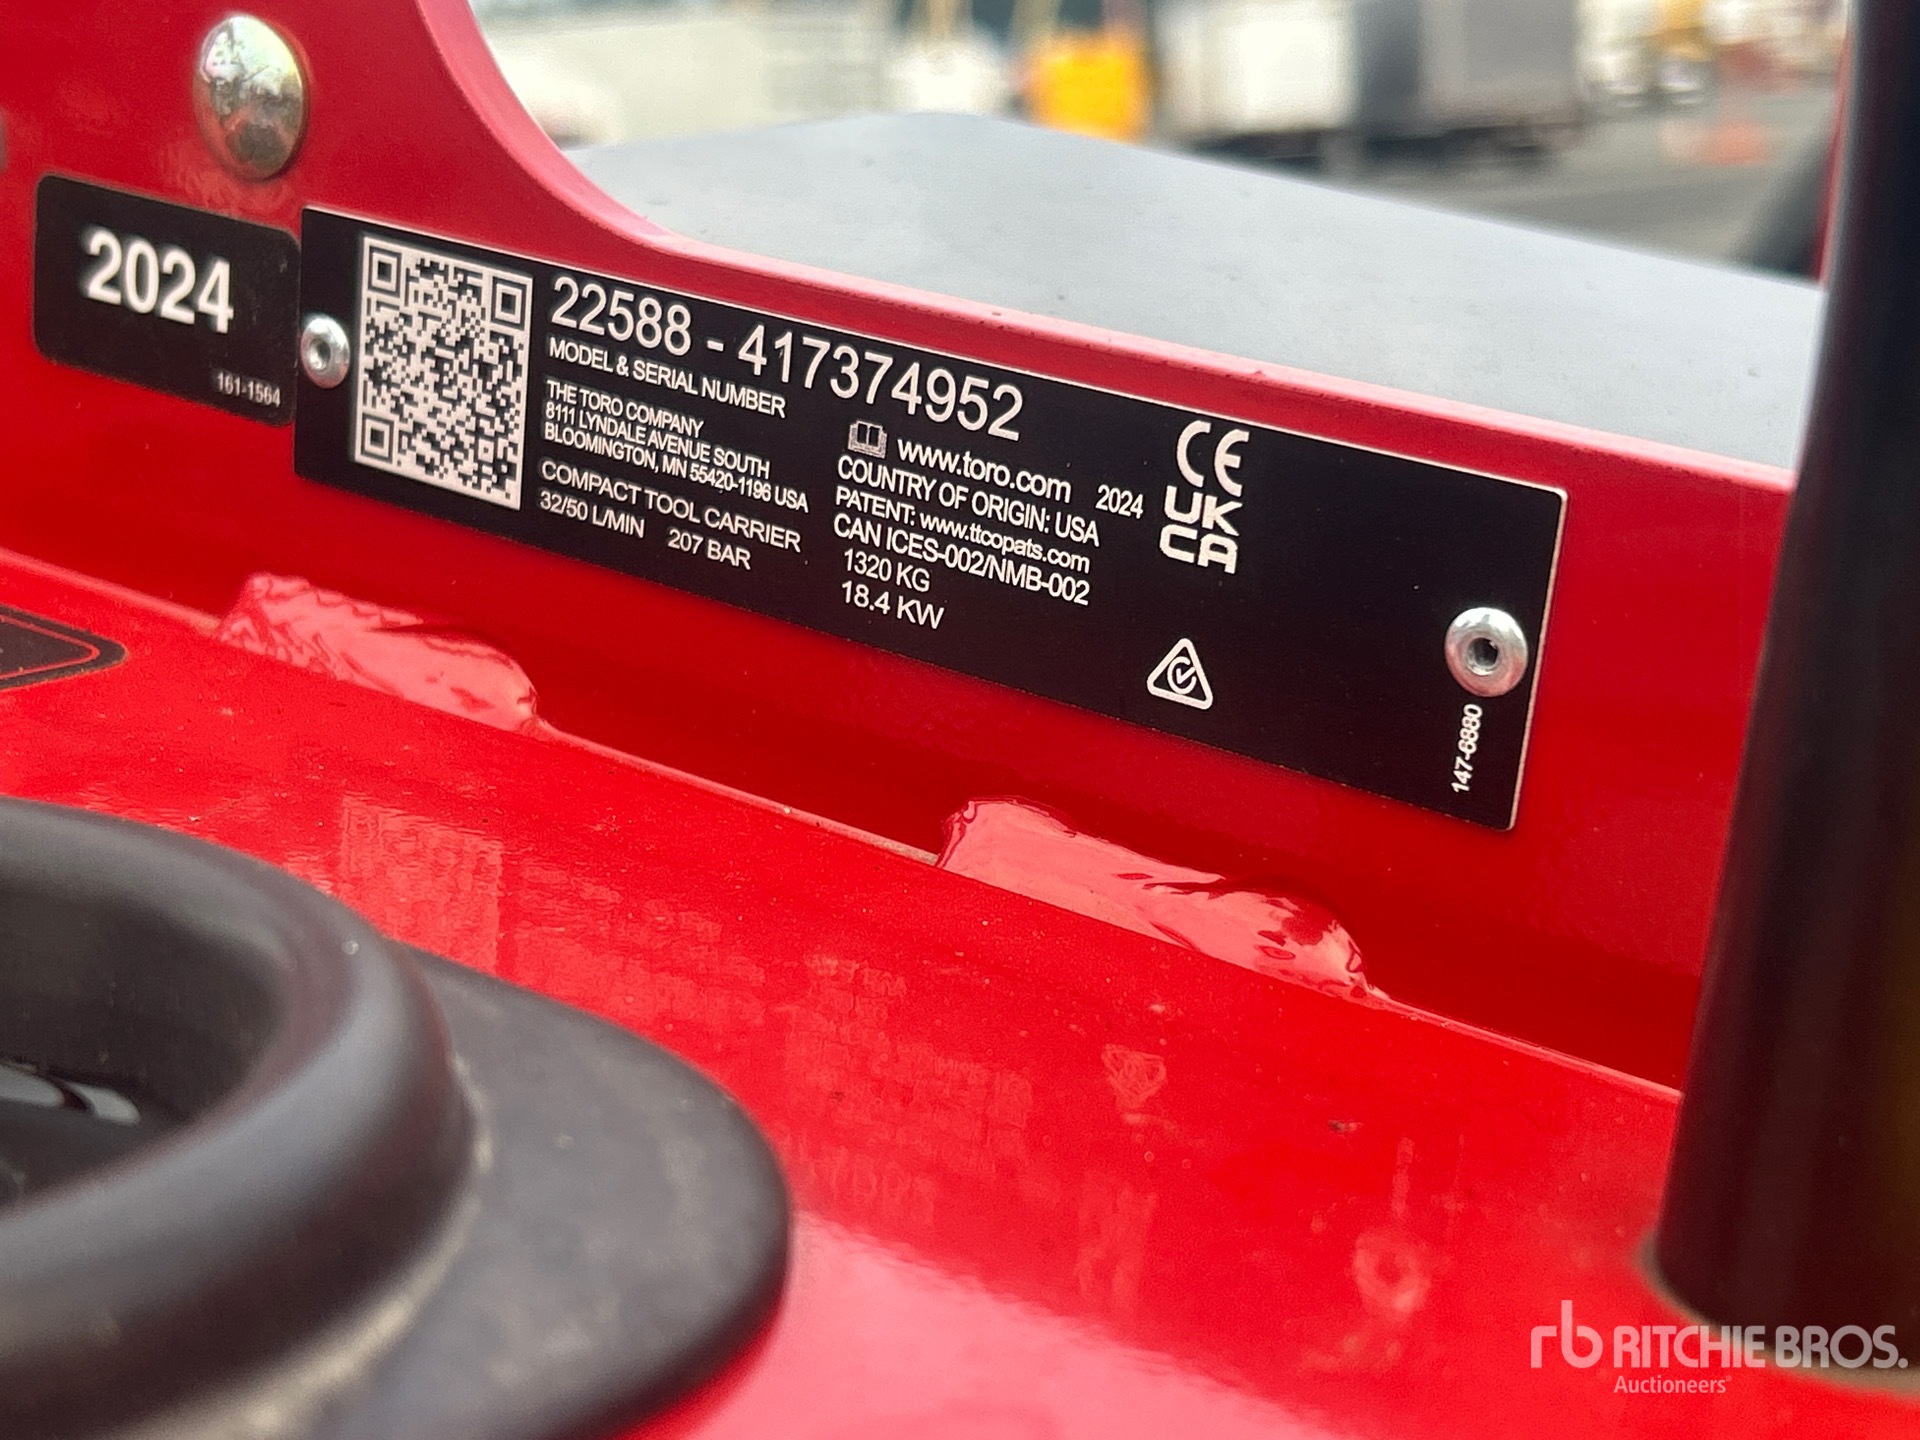 2024
161-1564
22588 - 417374952
MODEL & SERIAL NUMBER
THE TORO COMPANY
8111 LYNDALE AVENUE SOUTH
BLOOMINGTON, MN 55420-1196 USA
COMPACT TOOL CARRIER
32/50 L/MIN 207 BAR
www.toro.com
COUNTRY OF ORIGIN: USA
PATENT: www.ttcopats.com
CAN ICES-002/NMB-002
1320 KG
18.4 KW
2024
CE
UK
CA
147-6880
rb RITCHIE BROS.
Auctioneers